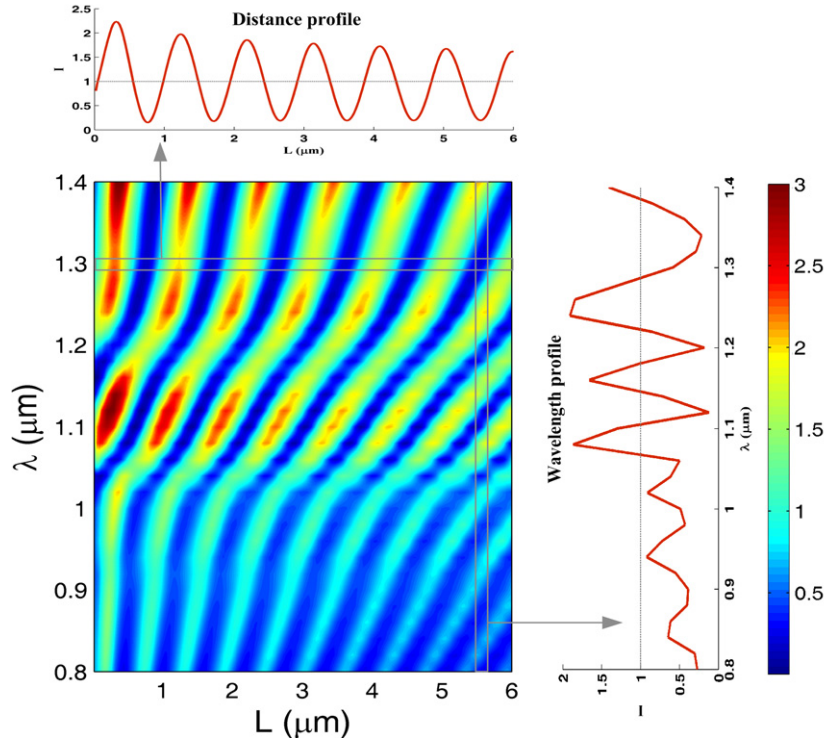 Distance profile
2.5
2
1.5
1
0.5
0
I
0 1 2 3 4 5 6
L (μm)
1.4
1.3
1.2
1.1
1
0.9
0.8
λ (μm)
1 2 3 4 5 6
L (μm)
Wavelength profile
1.4
1.3
1.2
1.1
1
0.9
0.8
λ (μm)
2 1.5 1 0.5 0
I
3
2.5
2
1.5
1
0.5